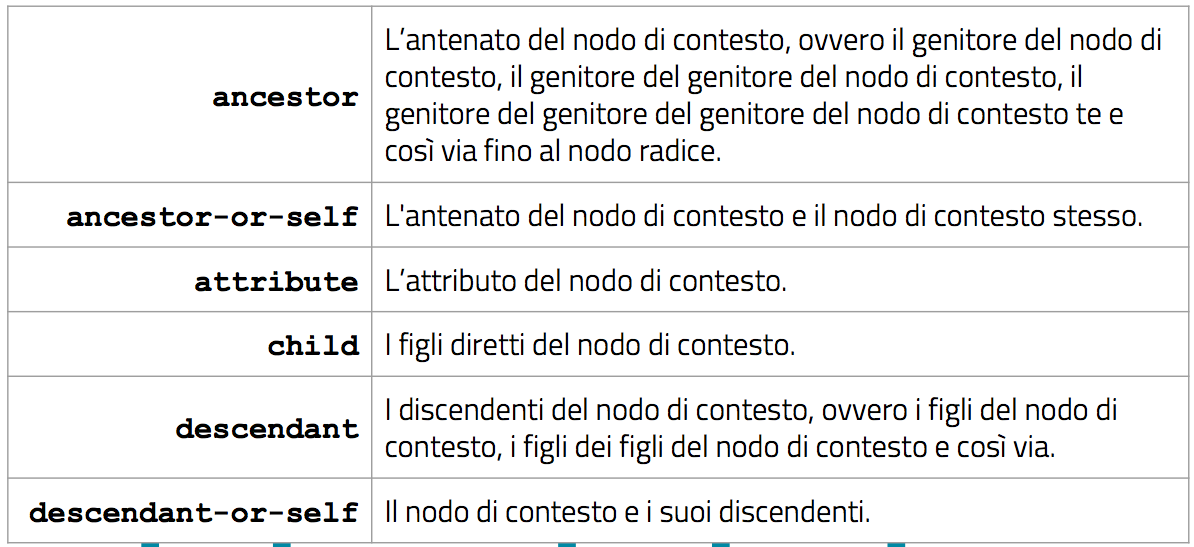 ancestor
L’antenato del nodo di contesto, ovvero il genitore del nodo di
contesto, il genitore del genitore del nodo di contesto, il
genitore del genitore del genitore del nodo di contesto te e
così via fino al nodo radice.
ancestor-or-self
L'antenato del nodo di contesto e il nodo di contesto stesso.
attribute
L’attributo del nodo di contesto.
child
I figli diretti del nodo di contesto.
descendant
I discendenti del nodo di contesto, ovvero i figli del nodo di
contesto, i figli dei figli del nodo di contesto e così via.
descendant-or-self
Il nodo di contesto e i suoi discendenti.